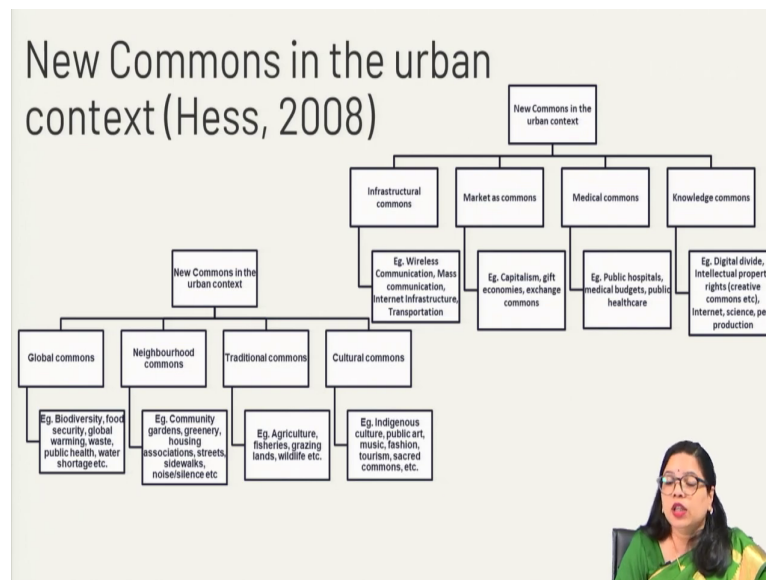 New Commons in the urban
context (Hess, 2008)
New Commons in the
urban context
Infrastructural
commons
Market as commons
Medical commons
Knowledge commons
Eg. Wireless
Communication, Mass
communication,
Internet Infrastructure,
Transportation
Eg. Capitalism, gift
economies, exchange
commons
Eg. Public hospitals,
medical budgets, public
healthcare
Eg. Digital divide,
Intellectual propert
rights (creative
commons etc),
Internet, science, pe
production
New Commons in the
urban context
Global commons
Neighbourhood
commons
Traditional commons
Cultural commons
Eg. Biodiversity, food
security, global
warming, waste,
public health, water
shortage etc.
Eg. Community
gardens, greenery,
housing
associations, streets,
sidewalks,
noise/silence etc
Eg. Agriculture,
fisheries, grazing
lands, wildlife etc.
Eg. Indigenous
culture, public art,
music, fashion,
tourism, sacred
commons, etc.